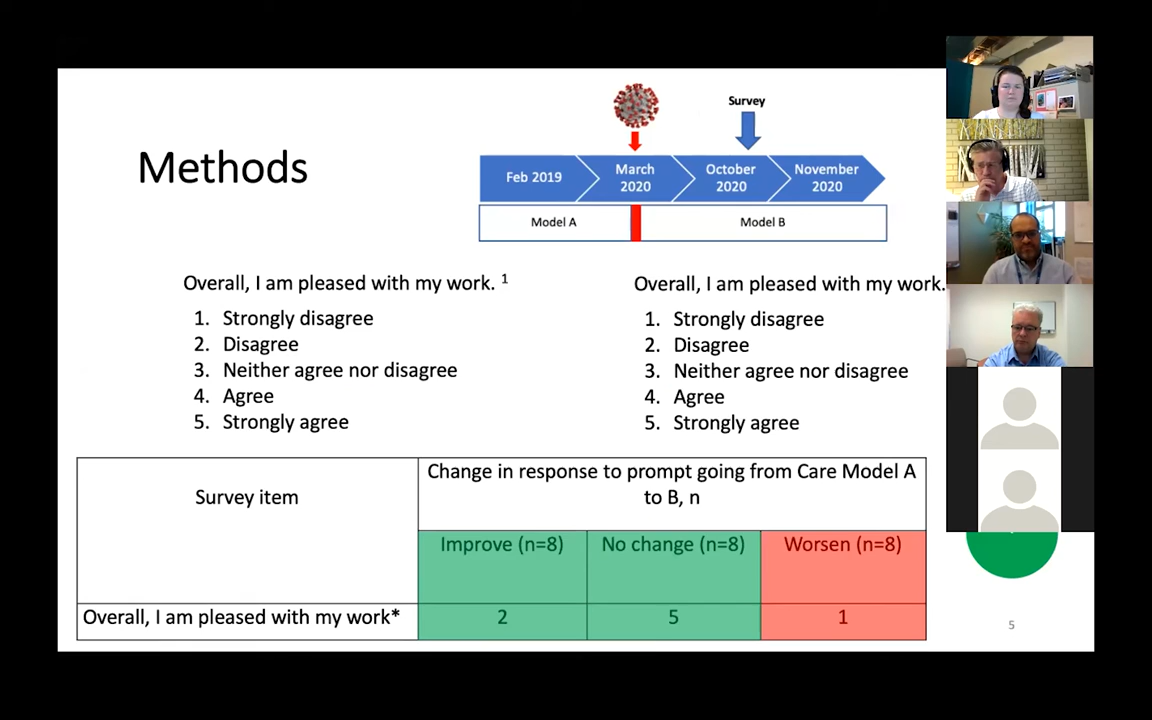 Survey
Methods
Feb 2019
March
2020
October
2020
November
2020
Model A
Model B
Overall, I am pleased with my work. 1
1. Strongly disagree
2. Disagree
3. Neither agree nor disagree
4. Agree
5. Strongly agree
Overall, I am pleased with my work.
1. Strongly disagree
2. Disagree
3. Neither agree nor disagree
4. Agree
5. Strongly agree
Survey item
Change in response to prompt going from Care Model A
to B, n
Improve (n=8)
No change (n=8)
Worsen (n=8)
Overall, I am pleased with my work*
2
5
1
5